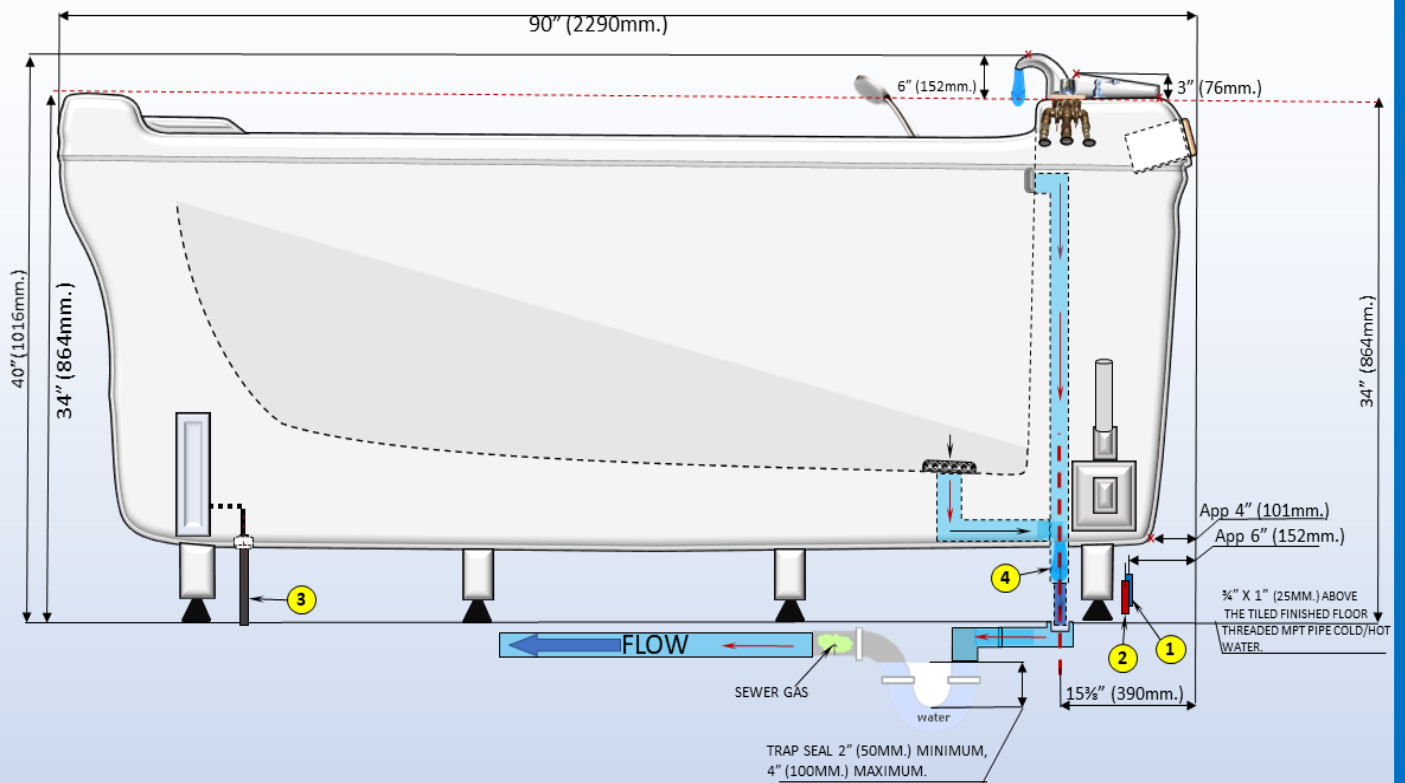 90” (2290mm.)
6” (152mm.)
3” (76mm.)
40”(1016mm.)
34” (864mm.)
34” (864mm.)
App 4” (101mm.)
App 6” (152mm.)
¾” X 1” (25MM.) ABOVE
THE TILED FINISHED FLOOR
THREADED MPT PIPE COLD/HOT
WATER.
3
4
2
1
FLOW
SEWER GAS
water
15⅜” (390mm.)
TRAP SEAL 2” (50MM.) MINIMUM,
4” (100MM.) MAXIMUM.